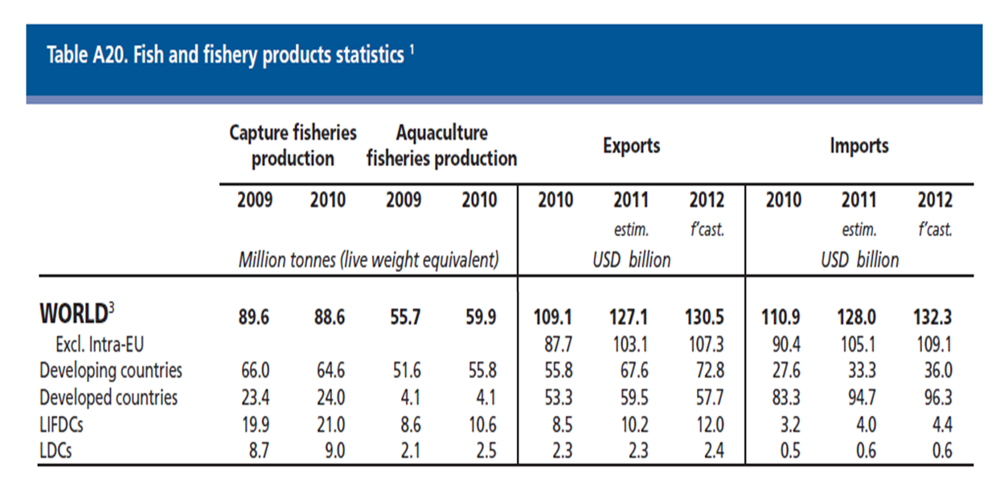 Table A20. Fish and fishery products statistics 1
Capture fisheries Aquaculture
production fisheries production Exports Imports
2009 2010 2009 2010 2010 2011 2012 2010 2011 2012
estim. f'cast. estim. f'cast.
Million tonnes (live weight equivalent) USD billion USD billion
WORLD3 89.6 88.6 55.7 59.9 109.1 127.1 130.5 110.9 128.0 132.3
Excl. Intra-EU 87.7 103.1 107.3 90.4 105.1 109.1
Developing countries 66.0 64.6 51.6 55.8 55.8 67.6 72.8 27.6 33.3 36.0
Developed countries 23.4 24.0 4.1 4.1 53.3 59.5 57.7 83.3 94.7 96.3
LIFDCs 19.9 21.0 8.6 10.6 8.5 10.2 12.0 3.2 4.0 4.4
LDCs 8.7 9.0 2.1 2.5 2.3 2.3 2.4 0.5 0.6 0.6